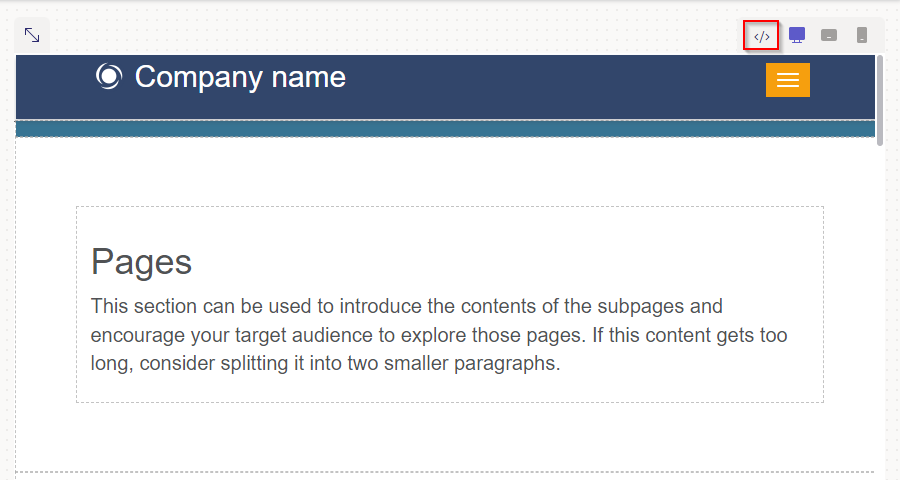 </>
Company name
Pages
This section can be used to introduce the contents of the subpages and
encourage your target audience to explore those pages. If this content gets too
long, consider splitting it into two smaller paragraphs.